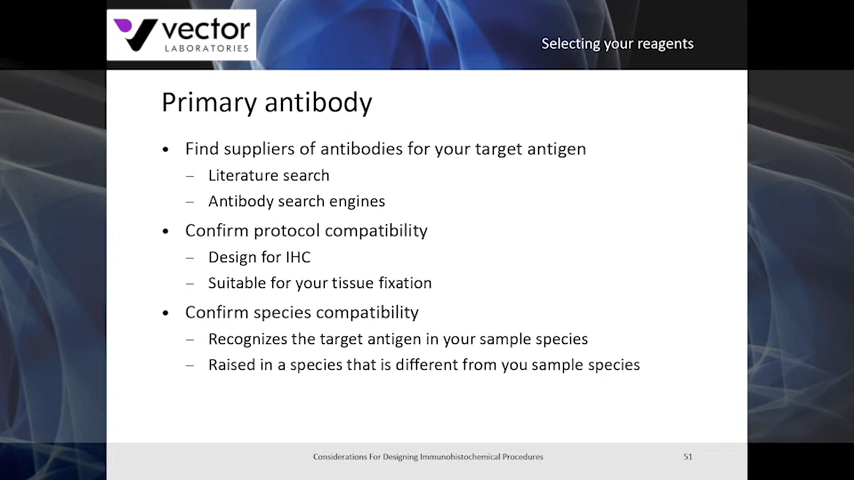 vector
LABORATORIES
Selecting your reagents
Primary antibody
• Find suppliers of antibodies for your target antigen
– Literature search
– Antibody search engines
• Confirm protocol compatibility
– Design for IHC
– Suitable for your tissue fixation
• Confirm species compatibility
– Recognizes the target antigen in your sample species
– Raised in a species that is different from you sample species
Considerations For Designing Immunohistochemical Procedures
51